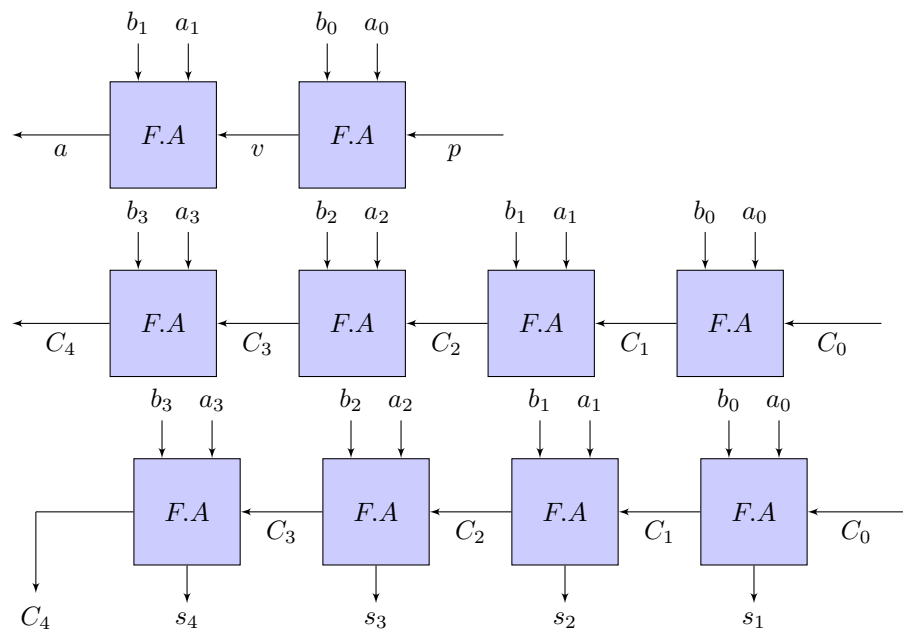 b₁ a₁ b₀ a₀
F.A F.A
a v p
b₃ a₃ b₂ a₂ b₁ a₁ b₀ a₀
F.A F.A F.A F.A
C₄ C₃ C₂ C₁ C₀
b₃ a₃ b₂ a₂ b₁ a₁ b₀ a₀
F.A F.A F.A F.A
C₃ C₂ C₁ C₀
C₄ s₄ s₃ s₂ s₁